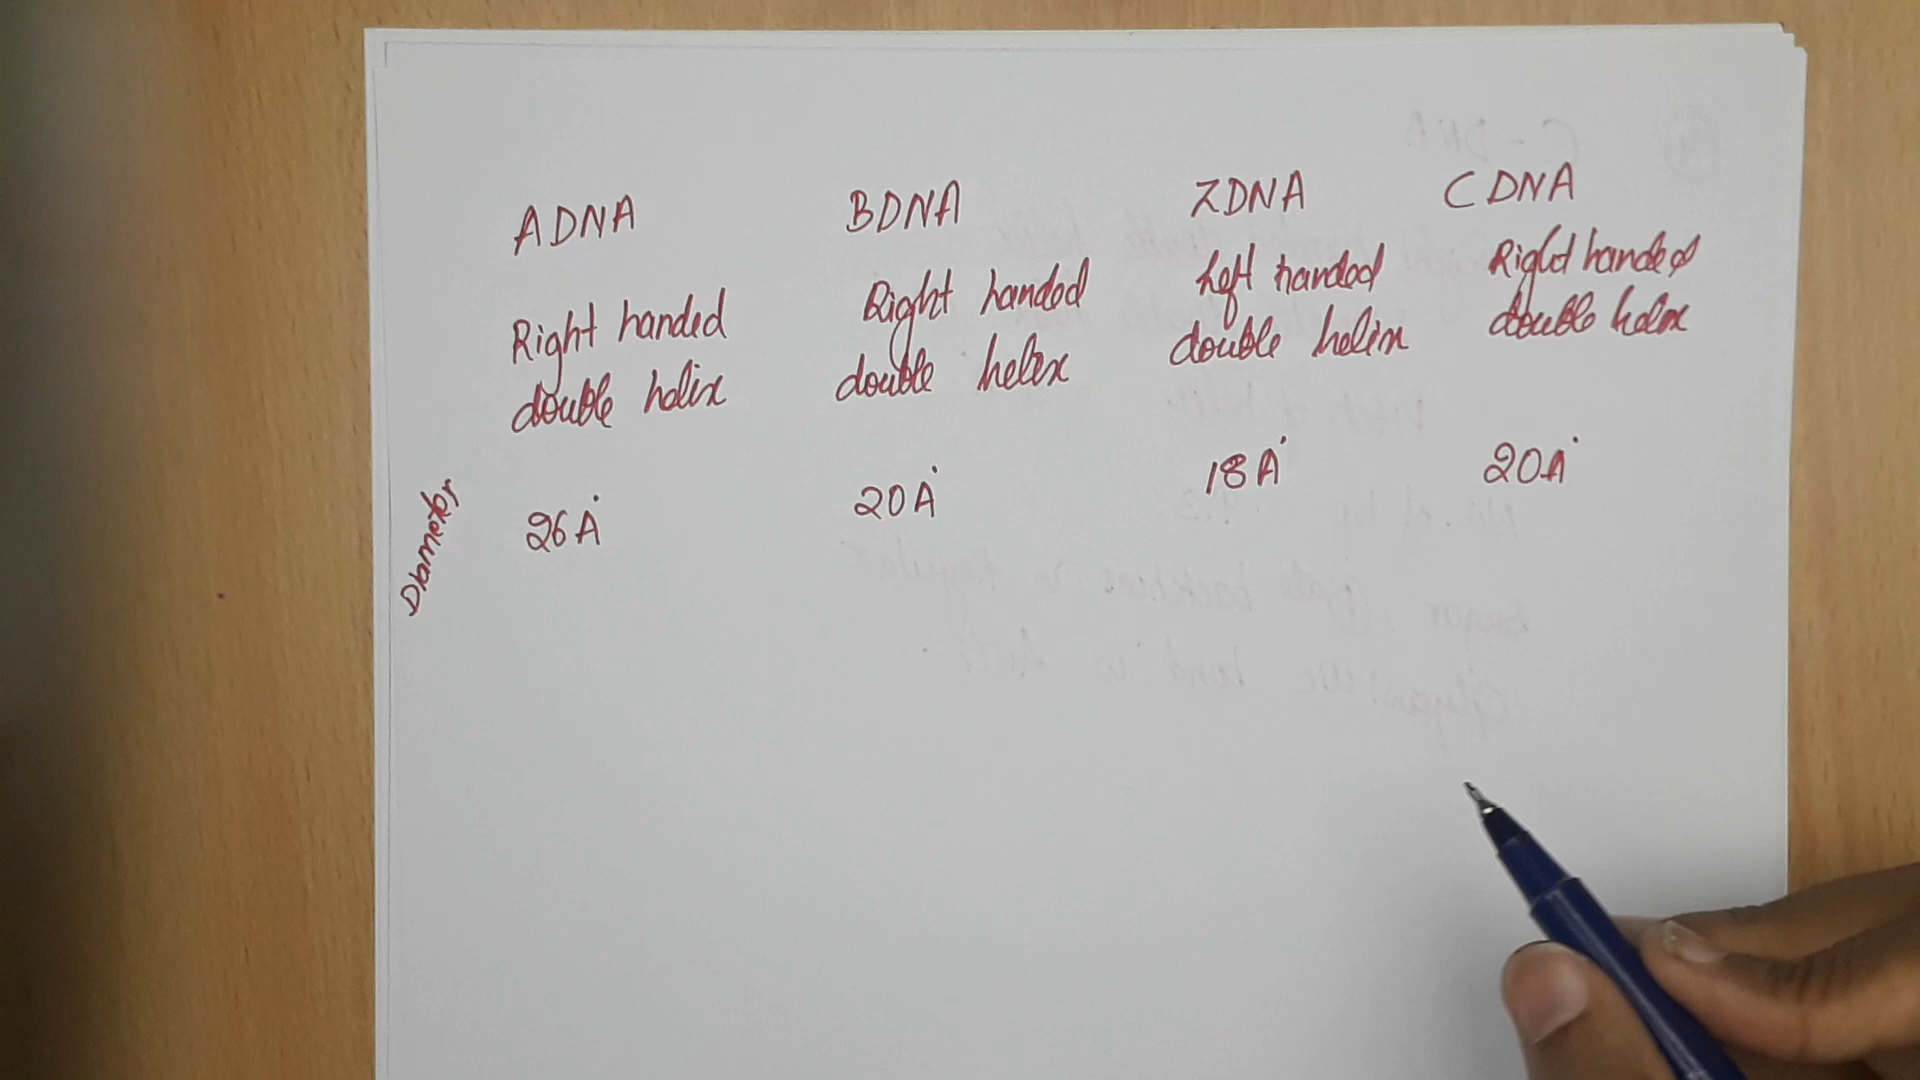 ADNA BDNA ZDNA CDNA
Right handed
double helix
Right handed
double helix
Left handed
double helix
Right handed
double helix
Diameter 26Å 20Å 18Å 20Å
C-DNA